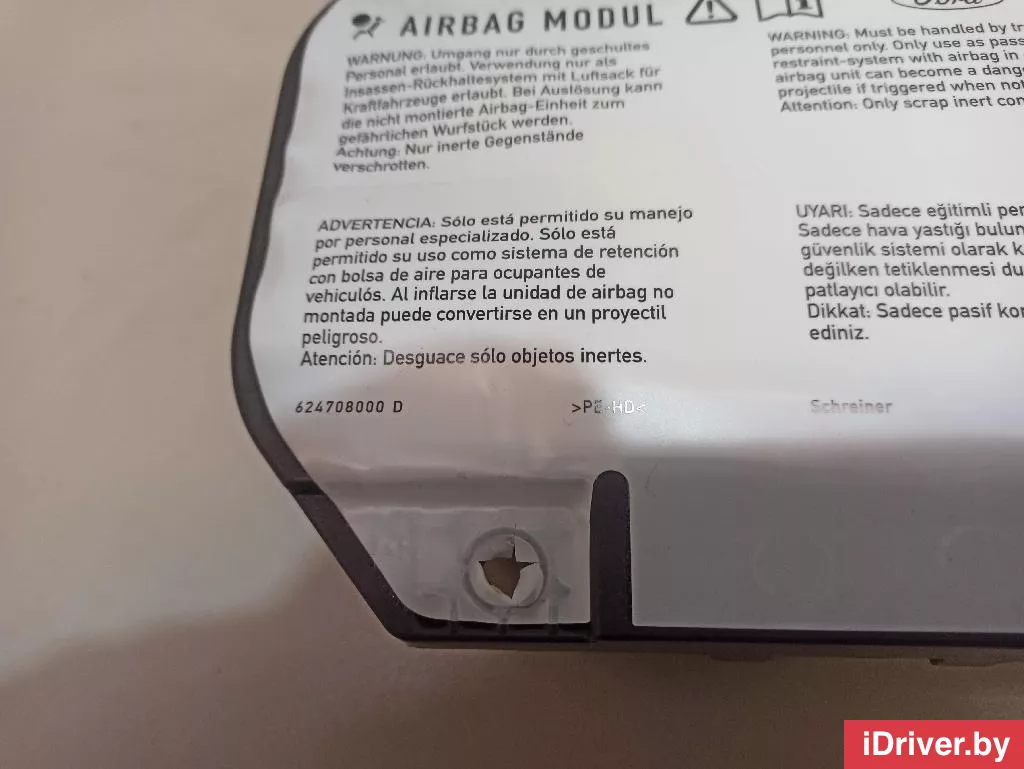 AIRBAG MODUL
WARNUNG: Umgang nur durch geschultes
Personal erlaubt. Verwendung nur als
Insassen-Rückhaltesystem mit Luftsack für
Kraftfahrzeuge erlaubt. Bei Auslösung kann
die nicht montierte Airbag-Einheit zum
gefährlichen Wurfstück werden.
Achtung: Nur inerte Gegenstände
verschrotten.
WARNING: Must be handled by tr
personnel only. Only use as pass
restraint-system with airbag in
airbag unit can become a dang
projectile if triggered when not
Attention: Only scrap inert com
ADVERTENCIA: Sólo está permitido su manejo
por personal especializado. Sólo está
permitido su uso como sistema de retención
con bolsa de aire para ocupantes de
vehiculós. Al inflarse la unidad de airbag no
montada puede convertirse en un proyectil
peligroso.
Atención: Desguace sólo objetos inertes.
UYARI: Sadece eğitimli per
Sadece hava yastığı bulun
güvenlik sistemi olarak k
değilken tetiklenmesi du
patlayıcı olabilir.
Dikkat: Sadece pasif kom
ediniz.
624708000 D
>PE-HD<
Schreiner
iDriver.by